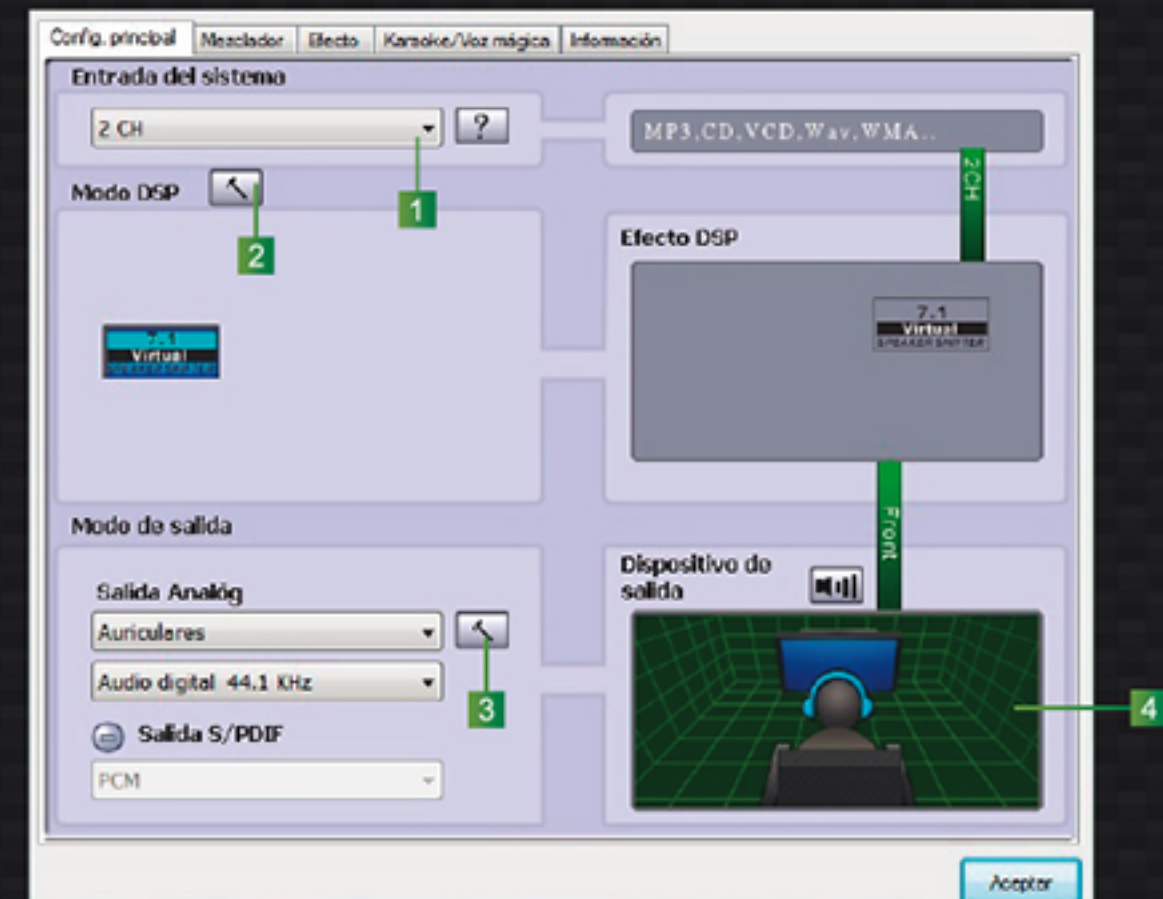 Config. principal
Mezclador
Efecto
Karaoke/Voz mágica
Información
Entrada del sistema
2 CH
?
MP3,CD,VCD,Wav,WMA..
2CH
1
Modo DSP
2
Efecto DSP
7.1
Virtual
SPEAKER SHIFTER
7.1
Virtual
Front
Modo de salida
Salida Analóg
Auriculares
Audio digital 44.1 KHz
3
Salida S/PDIF
PCM
Dispositivo de
salida
4
Aceptar